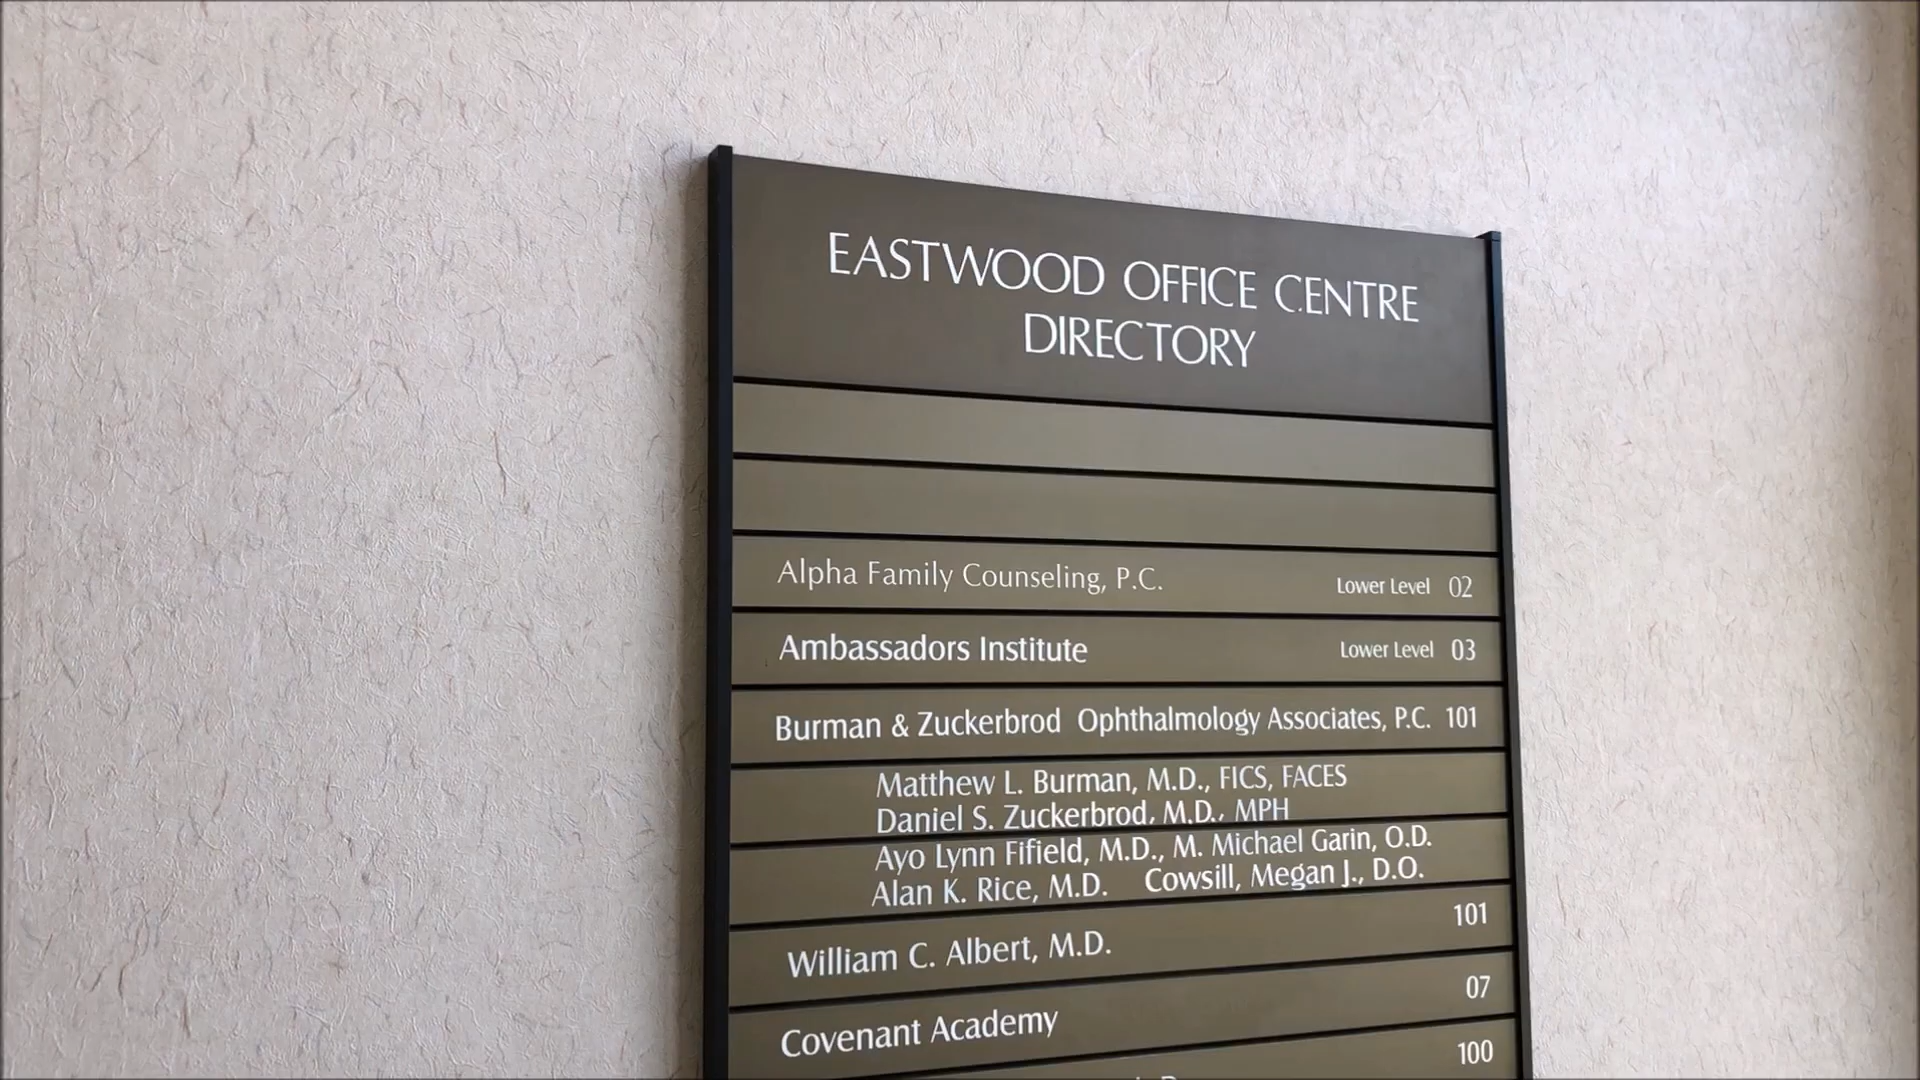 EASTWOOD OFFICE CENTRE
DIRECTORY
Alpha Family Counseling, P.C. Lower Level 02
Ambassadors Institute Lower Level 03
Burman & Zuckerbrod Ophthalmology Associates, P.C. 101
Matthew L. Burman, M.D., FICS, FACES
Daniel S. Zuckerbrod, M.D., MPH
Ayo Lynn Fifield, M.D., M. Michael Garin, O.D.
Alan K. Rice, M.D. Cowsill, Megan J., D.O.
William C. Albert, M.D. 101
Covenant Academy 07
100